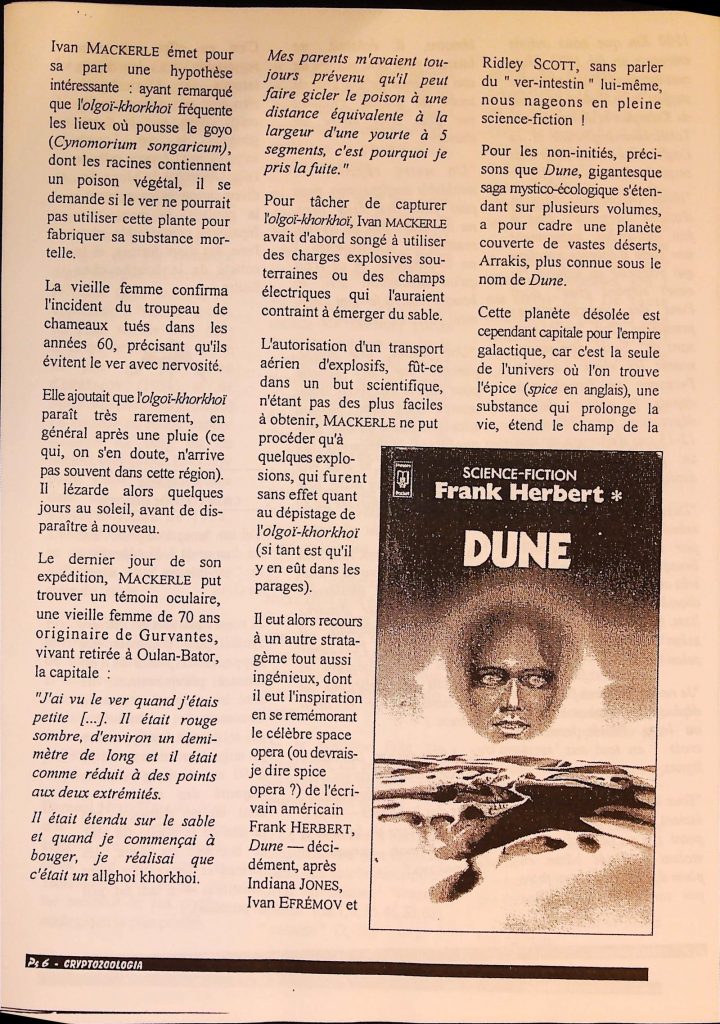 Ivan MACKERLE émet pour
sa part une hypothèse
intéressante : ayant remarqué
que l'olgoï-khorkhoï fréquente
les lieux où pousse le goyo
(Cynomorium songaricum),
dont les racines contiennent
un poison végétal, il se
demande si le ver ne pourrait
pas utiliser cette plante pour
fabriquer sa substance mor-
telle.
La vieille femme confirma
l'incident du troupeau de
chameaux tués dans les
années 60, précisant qu'ils
évitent le ver avec nervosité.
Elle ajoutait que l'olgoï-khorkhoï
paraît très rarement, en
général après une pluie (ce
qui, on s'en doute, n'arrive
pas souvent dans cette région).
Il lézarde alors quelques
jours au soleil, avant de dis-
paraître à nouveau.
Le dernier jour de son
expédition, MACKERLE put
trouver un témoin oculaire,
une vieille femme de 70 ans
originaire de Gurvantes,
vivant retirée à Oulan-Bator,
la capitale :
"J'ai vu le ver quand j'étais
petite [...]. Il était rouge
sombre, d'environ un demi-
mètre de long et il était
comme réduit à des points
aux deux extrémités.
Il était étendu sur le sable
et quand je commençai à
bouger, je réalisai que
c'était un allghoi khorkhoi.
Mes parents m'avaient tou-
jours prévenu qu'il peut
faire gicler le poison à une
distance équivalente à la
largeur d'une yourte à 5
segments, c'est pourquoi je
pris la fuite."
Pour tâcher de capturer
l'olgoï-khorkhoï, Ivan MACKERLE
avait d'abord songé à utiliser
des charges explosives sou-
terraines ou des champs
électriques qui l'auraient
contraint à émerger du sable.
L'autorisation d'un transport
aérien d'explosifs, fût-ce
dans un but scientifique,
n'étant pas des plus faciles
à obtenir, MACKERLE ne put
procéder qu'à
quelques explo-
sions, qui furent
sans effet quant
au dépistage de
l'olgoï-khorkhoï
(si tant est qu'il
y en eût dans les
parages).
Il eut alors recours
à un autre strata-
gème tout aussi
ingénieux, dont
il eut l'inspiration
en se remémorant
le célèbre space
opera (ou devrais-
je dire spice
opera ?) de l'écri-
vain américain
Frank HERBERT,
Dune — déci-
dément, après
Indiana JONES,
Ivan EFRÉMOV et
Ridley SCOTT, sans parler
du " ver-intestin " lui-même,
nous nageons en pleine
science-fiction !
Pour les non-initiés, préci-
sons que Dune, gigantesque
saga mystico-écologique s'éten-
dant sur plusieurs volumes,
a pour cadre une planète
couverte de vastes déserts,
Arrakis, plus connue sous le
nom de Dune.
Cette planète désolée est
cependant capitale pour l'empire
galactique, car c'est la seule
de l'univers où l'on trouve
l'épice (spice en anglais), une
substance qui prolonge la
vie, étend le champ de la
SCIENCE-FICTION
Frank Herbert *
DUNE
Pocket
Pg 6 - CRYPTOZOOLOGIA